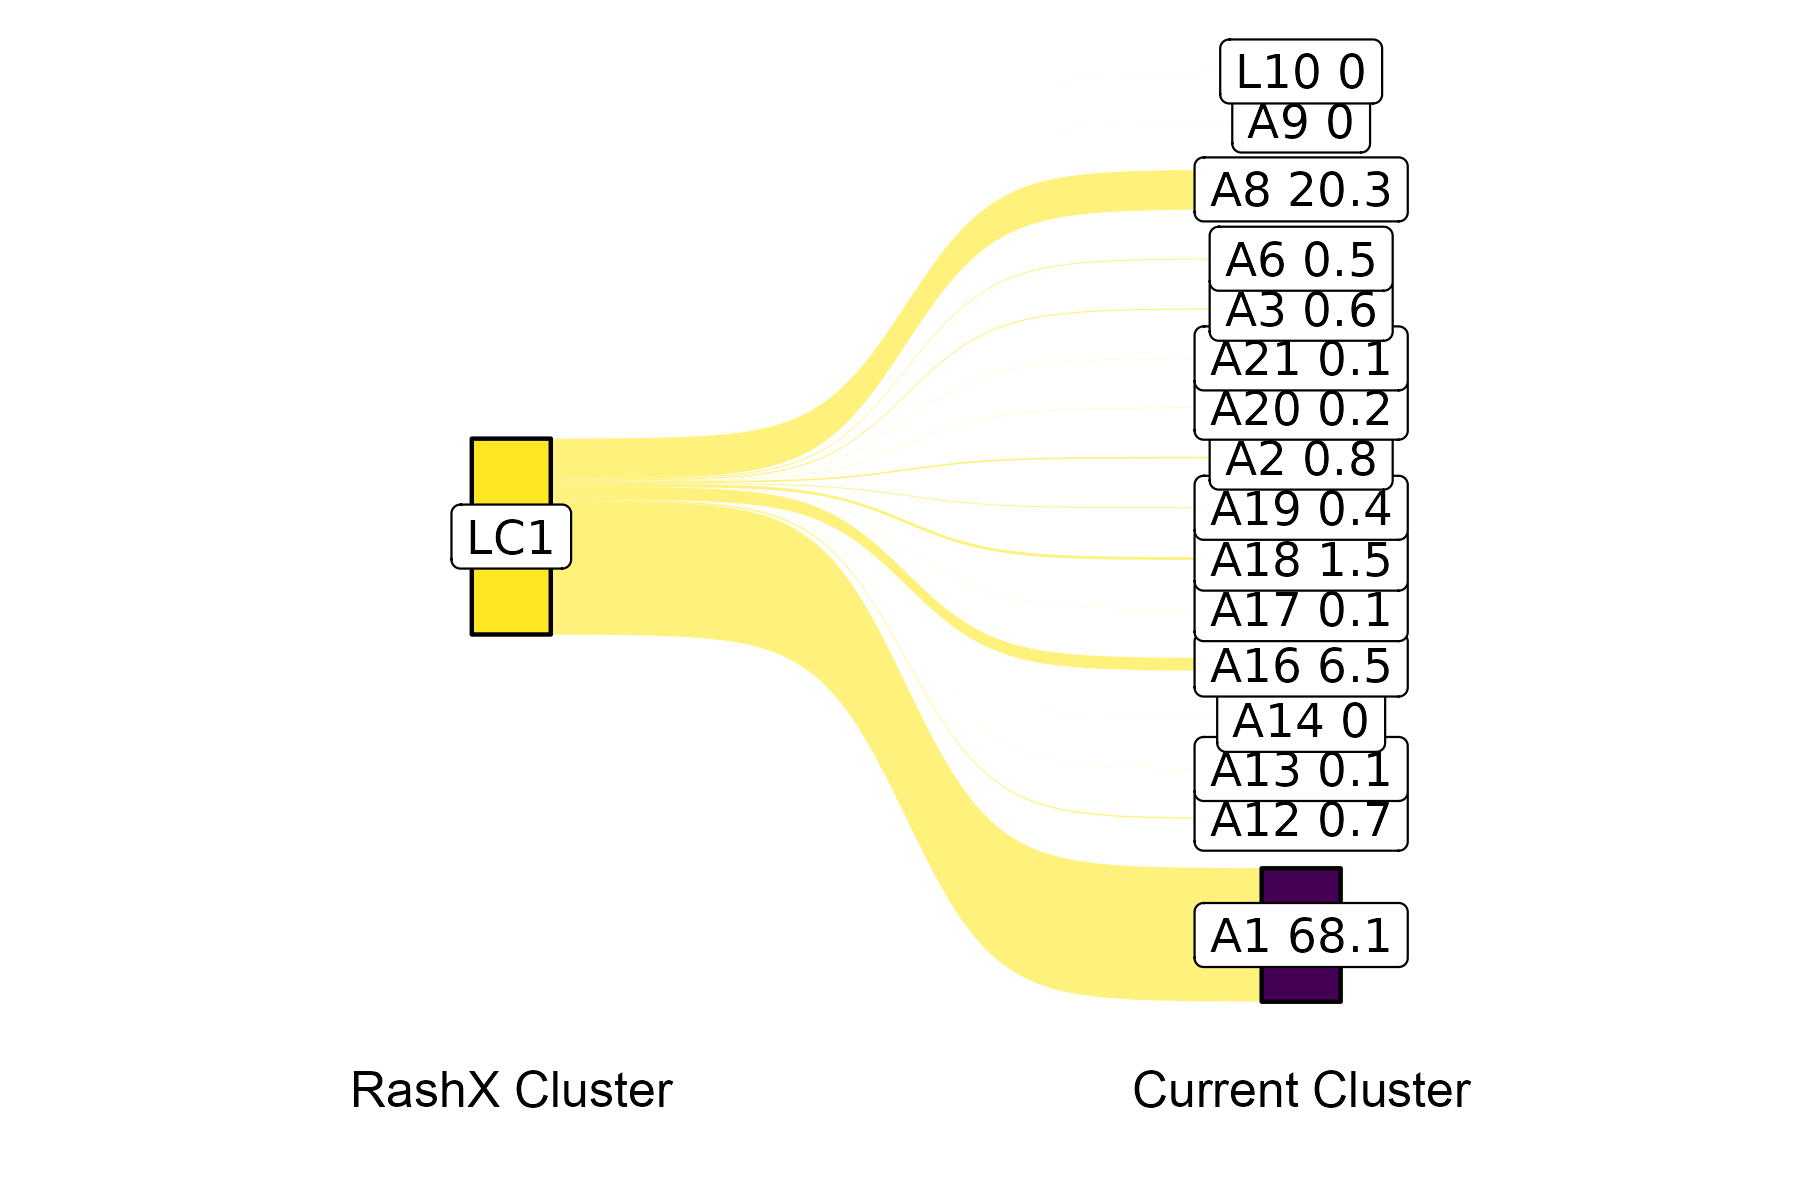 L10 0
A9 0
A8 20.3
A6 0.5
A3 0.6
A21 0.1
A20 0.2
A2 0.8
A19 0.4
A18 1.5
A17 0.1
A16 6.5
A14 0
A13 0.1
A12 0.7
A1 68.1
LC1
RashX Cluster
Current Cluster